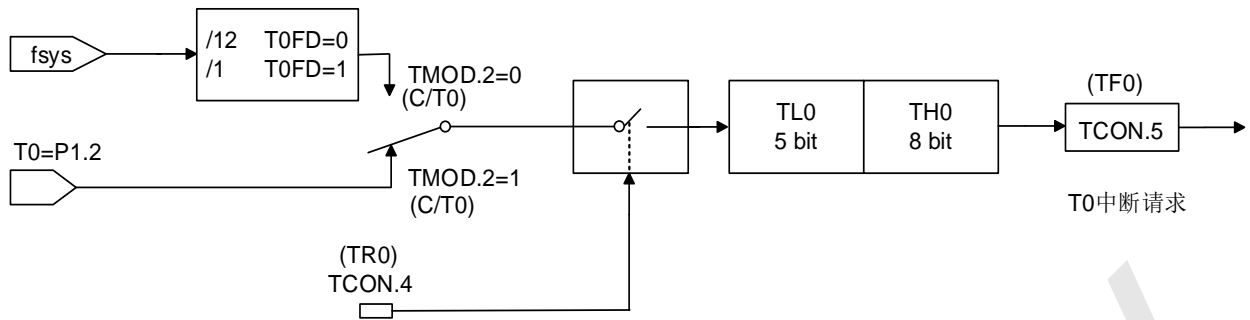 fsys
/12 T0FD=0
/1 T0FD=1
TMOD.2=0
(C/T0)
T0=P1.2
TMOD.2=1
(C/T0)
(TR0)
TCON.4
TL0
5 bit
TH0
8 bit
(TF0)
TCON.5
T0中断请求